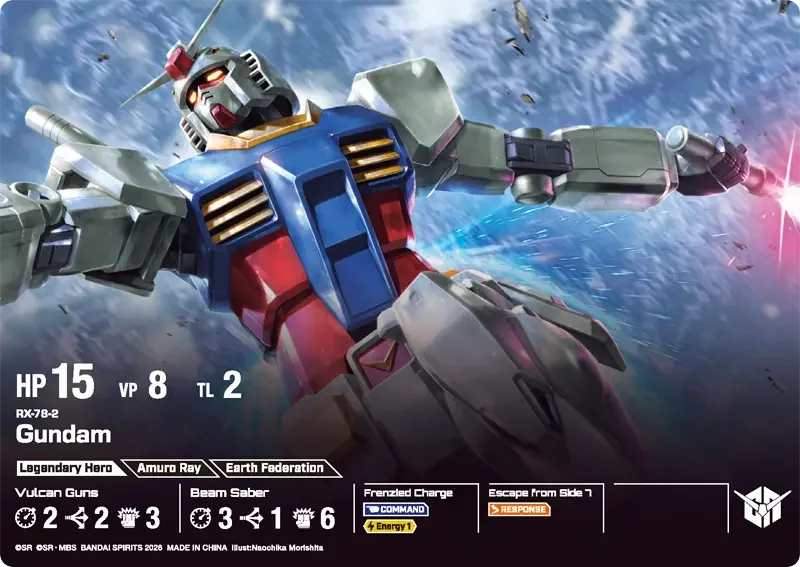 HP 15 VP 8 TL 2
RX-78-2
Gundam
Legendary Hero Amuro Ray Earth Federation
Vulcan Guns
2 2 3
Beam Saber
3 1 6
Frenzied Charge
COMMAND
Energy 1
Escape from Side 7
RESPONSE
©SR ©SR・MBS BANDAI SPIRITS 2026 MADE IN CHINA Illust:Naochika Morishita